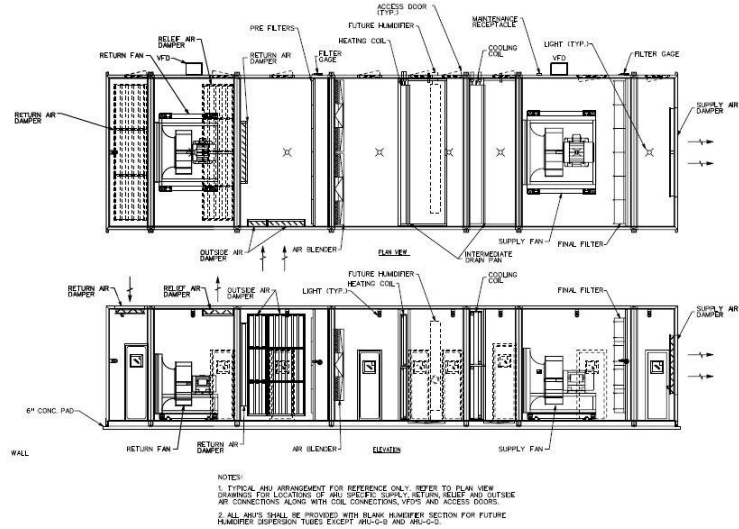 ACCESS DOOR
(TYP.)
PRE FILTERS
FUTURE HUMIDIFIER
MAINTENANCE
RECEPTACLE
RELIEF AIR
DAMPER
HEATING COIL
LIGHT (TYP.)
RETURN FAN
VFD
RETURN AIR
DAMPER
FILTER
GAGE
COOLING
COIL
VFD
FILTER GAGE
RETURN AIR
DAMPER
SUPPLY AIR
DAMPER
OUTSIDE AIR
DAMPER
AIR BLENDER
PLAN VIEW
INTERMEDIATE
DRAIN PAN
SUPPLY FAN
FINAL FILTER
RETURN AIR
DAMPER
RELIEF AIR
DAMPER
OUTSIDE AIR
DAMPER
LIGHT (TYP.)
FUTURE HUMIDIFIER
HEATING COIL
COOLING
COIL
FINAL FILTER
SUPPLY AIR
DAMPER
6" CONC. PAD
RETURN FAN
RETURN AIR
DAMPER
AIR BLENDER
ELEVATION
SUPPLY FAN
WALL
NOTES:
1. TYPICAL AHU ARRANGEMENT FOR REFERENCE ONLY. REFER TO PLAN VIEW
DRAWINGS FOR LOCATIONS OF AHU SPECIFIC SUPPLY, RETURN, RELIEF AND OUTSIDE
AIR CONNECTIONS ALONG WITH COIL CONNECTIONS, VFD'S AND ACCESS DOORS.
2. ALL AHU'S SHALL BE PROVIDED WITH BLANK HUMIDIFIER SECTION FOR FUTURE
HUMIDIFIER DISPERSION TUBES EXCEPT AHU-G-B AND AHU-G-D.